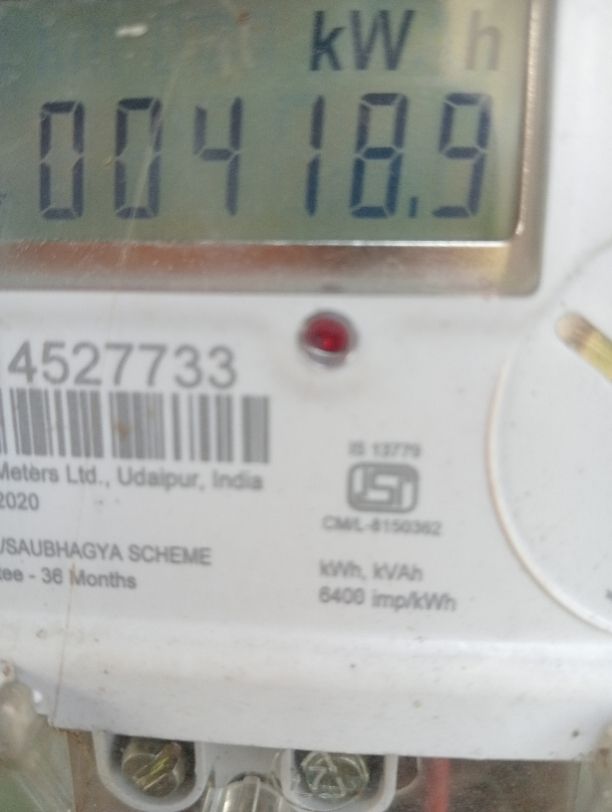 kW h
00418.9
4527733
Meters Ltd., Udaipur, India
2020
/SAUBHAGYA SCHEME
tee - 36 Months
IS 13779
ISI
CM/L-8150362
kWh, kVAh
6400 imp/kWh